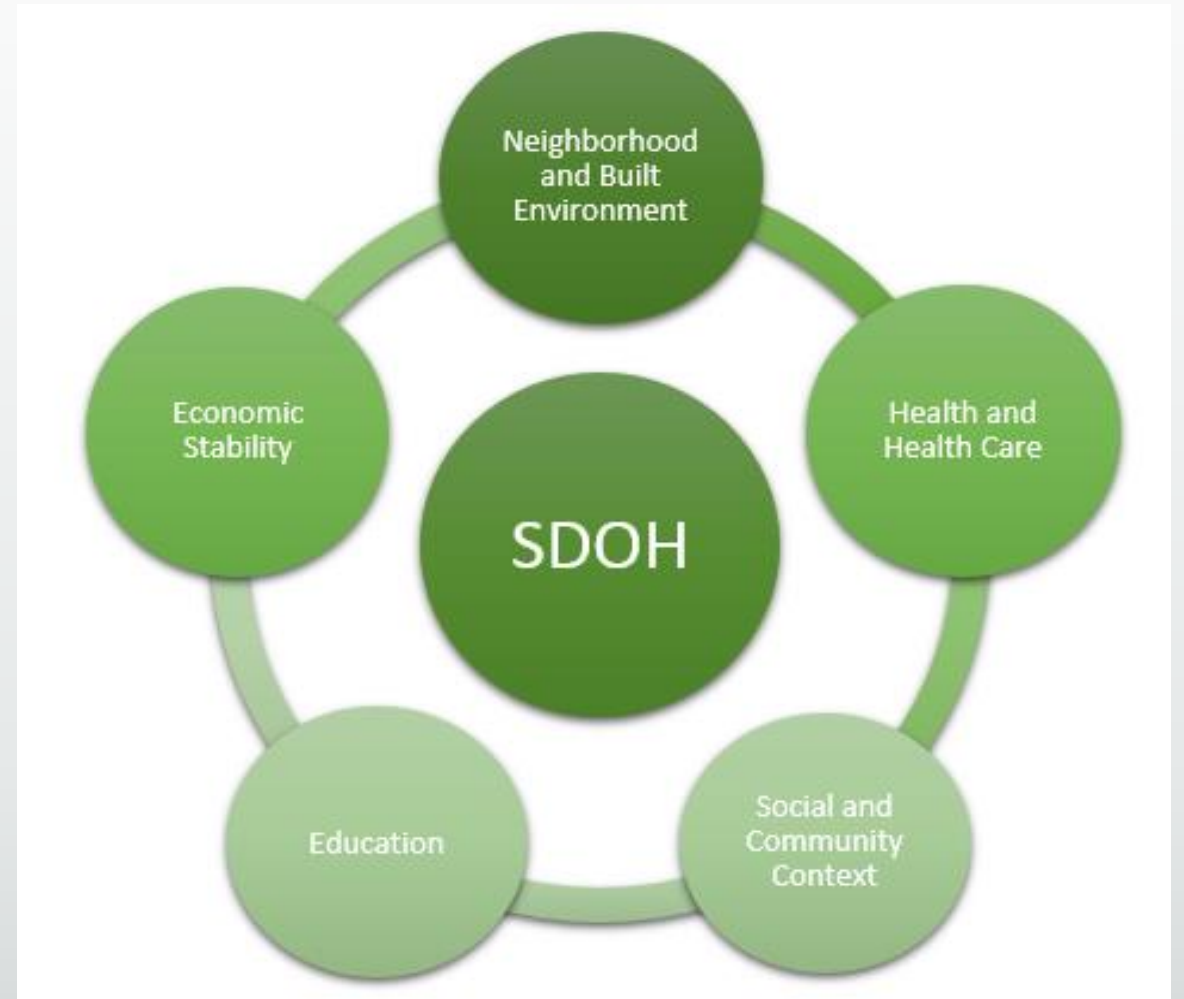 Neighborhood
and Built
Environment
Economic
Stability
Health and
Health Care
SDOH
Education
Social and
Community
Context